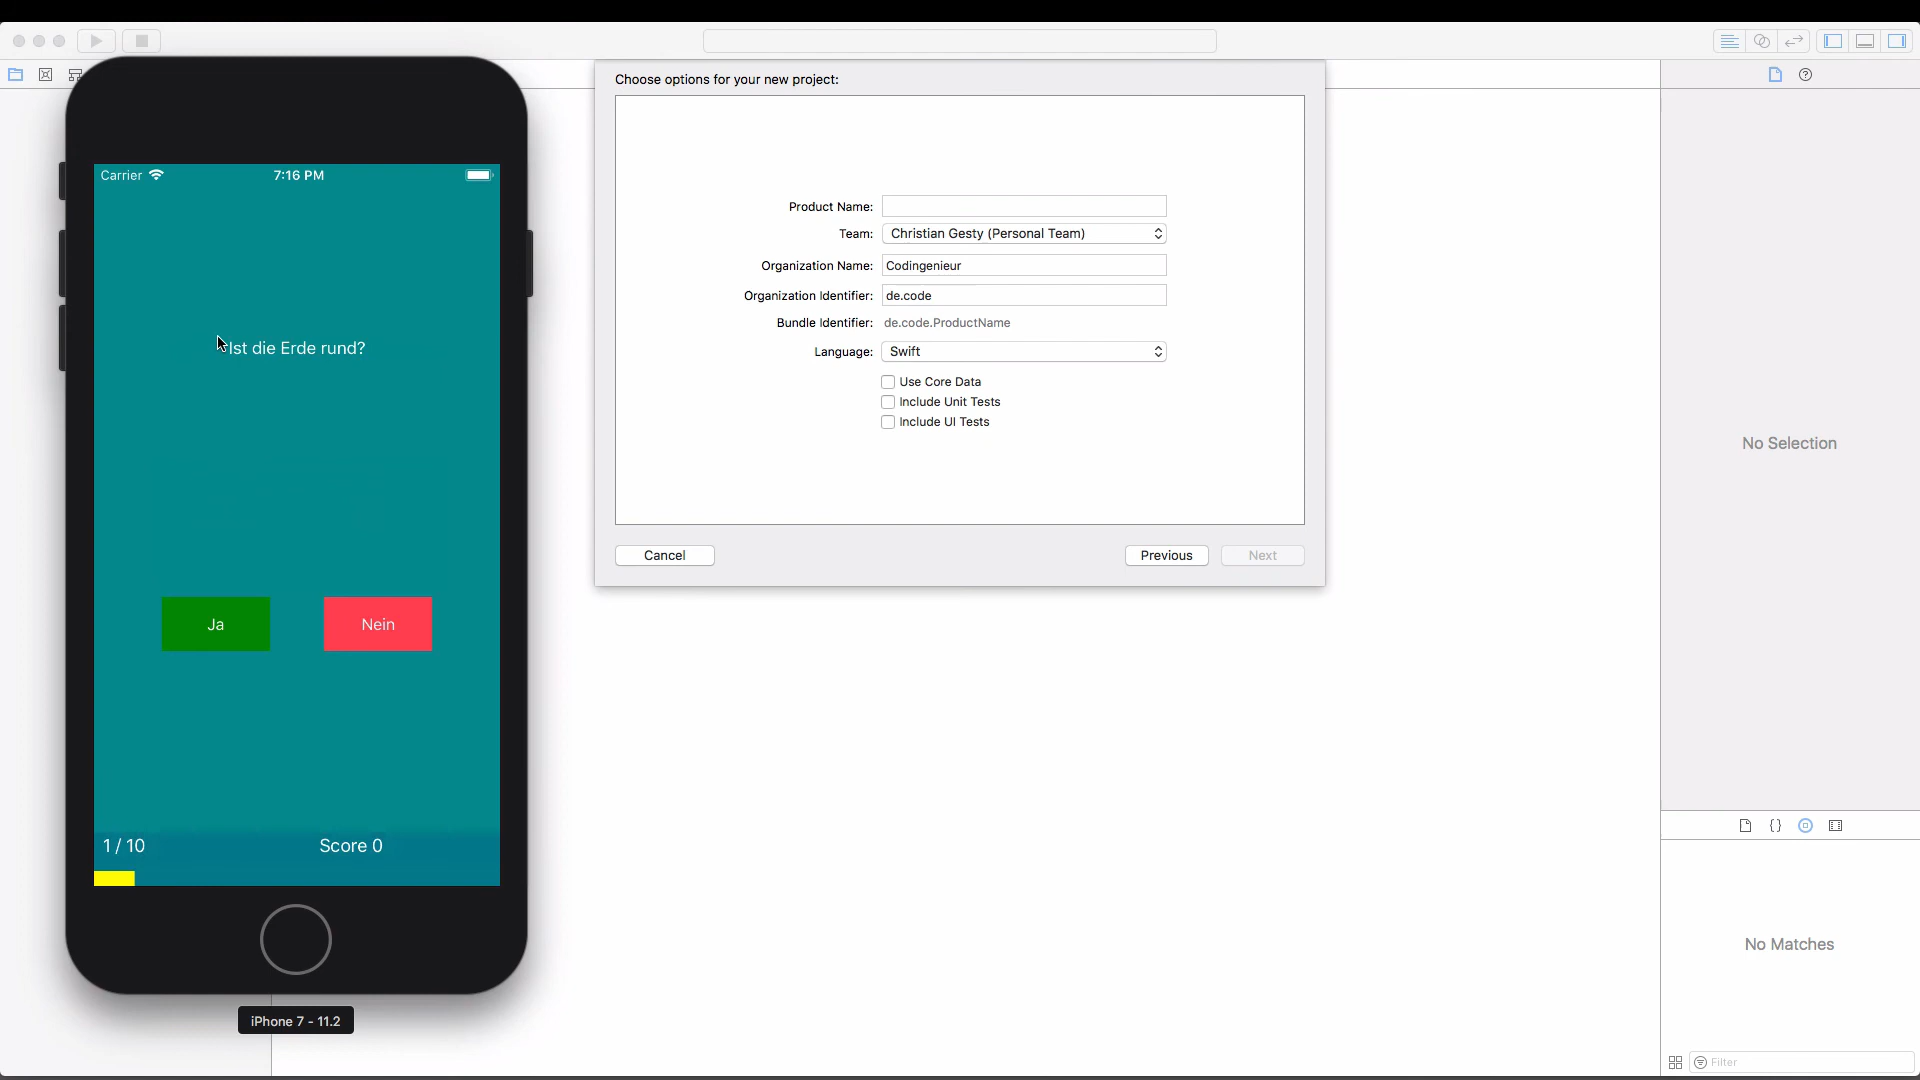 Choose options for your new project:
Carrier
7:16 PM
Product Name:
Team: Christian Gesty (Personal Team)
Organization Name: Codingenieur
Organization Identifier: de.code
Bundle Identifier: de.code.ProductName
Language: Swift
Use Core Data
Include Unit Tests
Include UI Tests
Cancel
Previous
Next
Ist die Erde rund?
Ja
Nein
1 / 10
Score 0
iPhone 7 - 11.2
No Selection
{}
No Matches
Filter